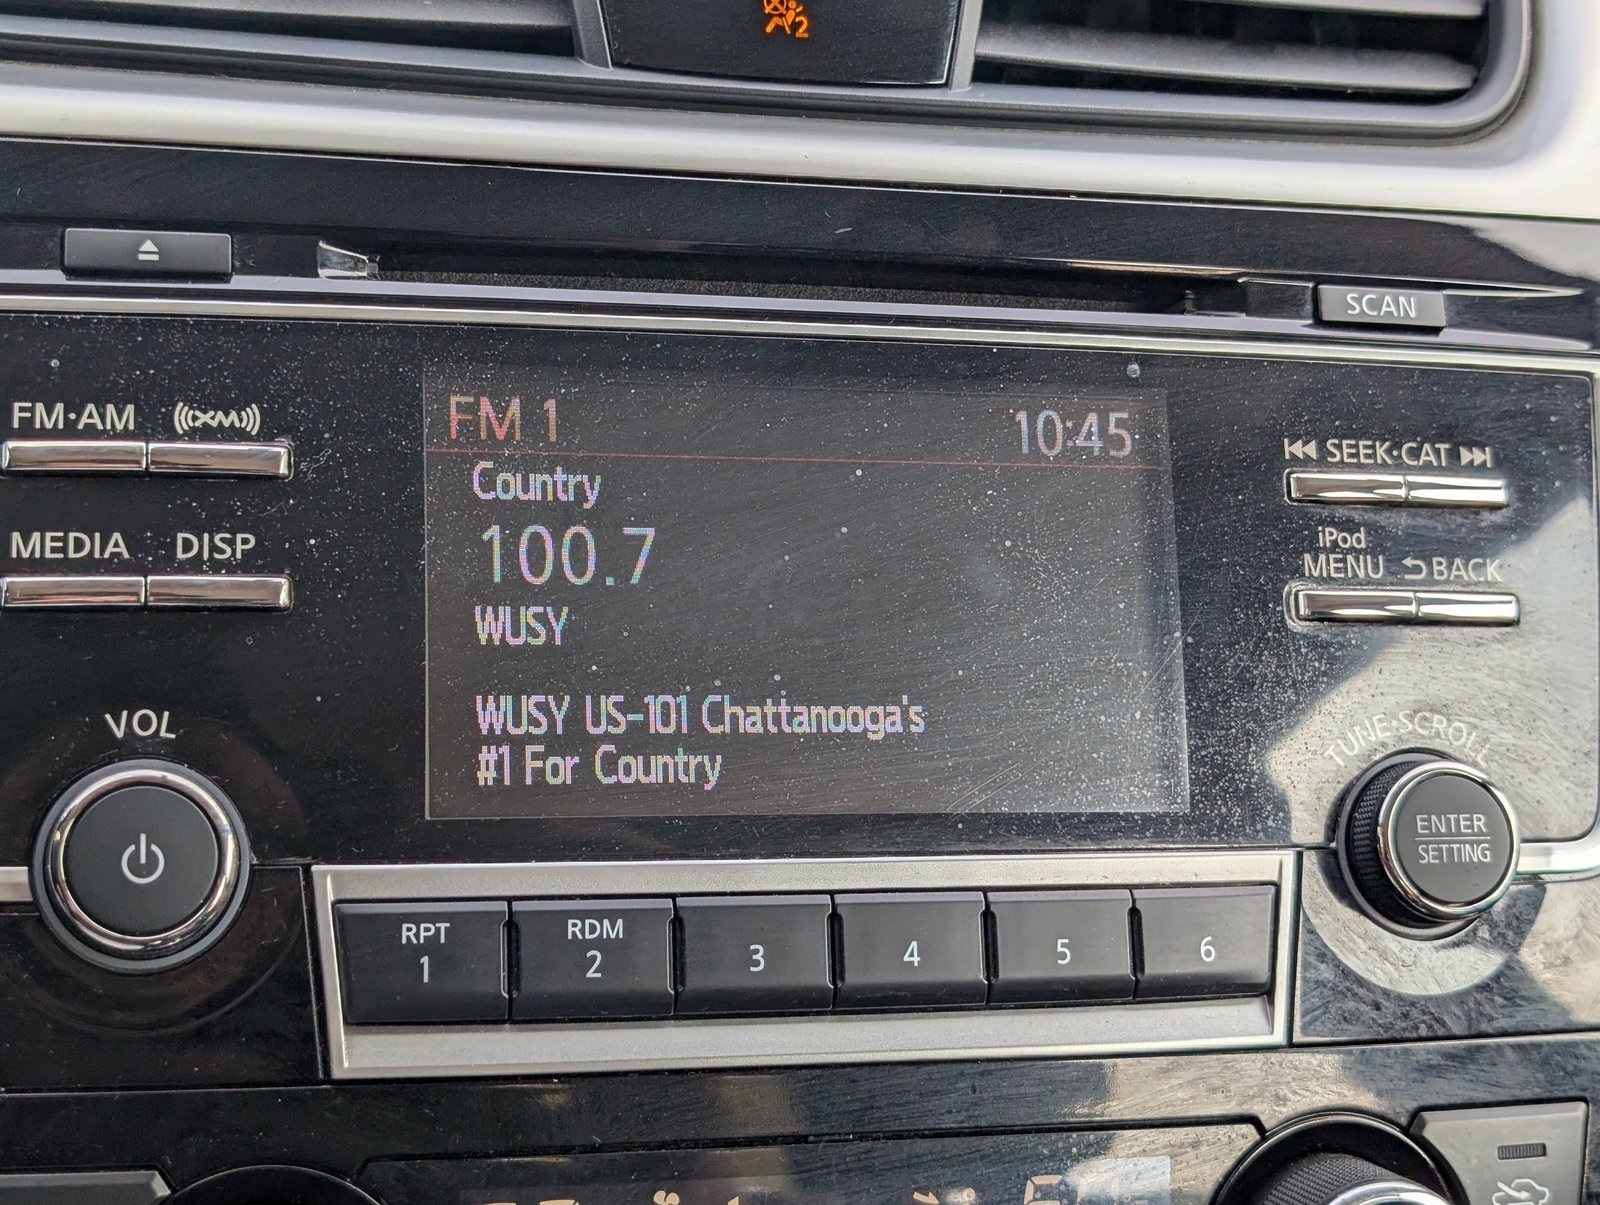 2
SCAN
FM·AM
XM
FM 1
10:45
SEEK·CAT
Country
100.7
WUSY
MEDIA
DISP
iPod
MENU
BACK
WUSY US-101 Chattanooga's
#1 For Country
VOL
TUNE·SCROLL
ENTER
SETTING
RPT
1
RDM
2
3
4
5
6